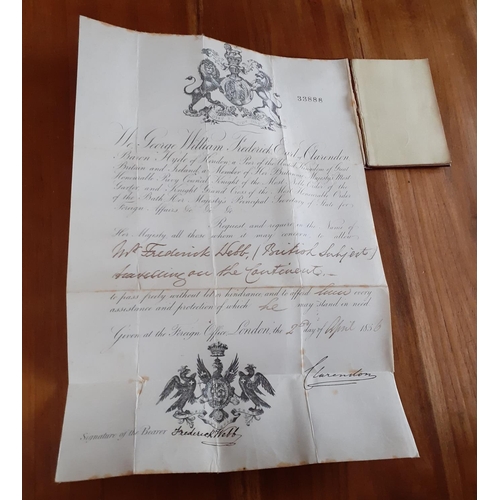 33888
We George William Frederick Earl of Clarendon
Baron Hyde of Hindon, a Peer of the United Kingdom of Great
Britain and Ireland, a Member of Her Britannic Majesty's Most
Honourable Privy Council, Knight of the Most Noble Order of the
Garter and Knight Grand Cross of the Most Honourable Order
of the Bath Her Majesty's Principal Secretary of State for
Foreign Affairs &c &c &c
Request and require in the Name of
Her Majesty all those whom it may concern to allow
Mr. Frederick Webb, (British Subject)
travelling on the Continent
to pass freely without let or hindrance and to afford him every
assistance and protection of which he may stand in need
Given at the Foreign Office, London, the 2nd day of April 1856
Clarendon
Signature of the Bearer Frederick Webb